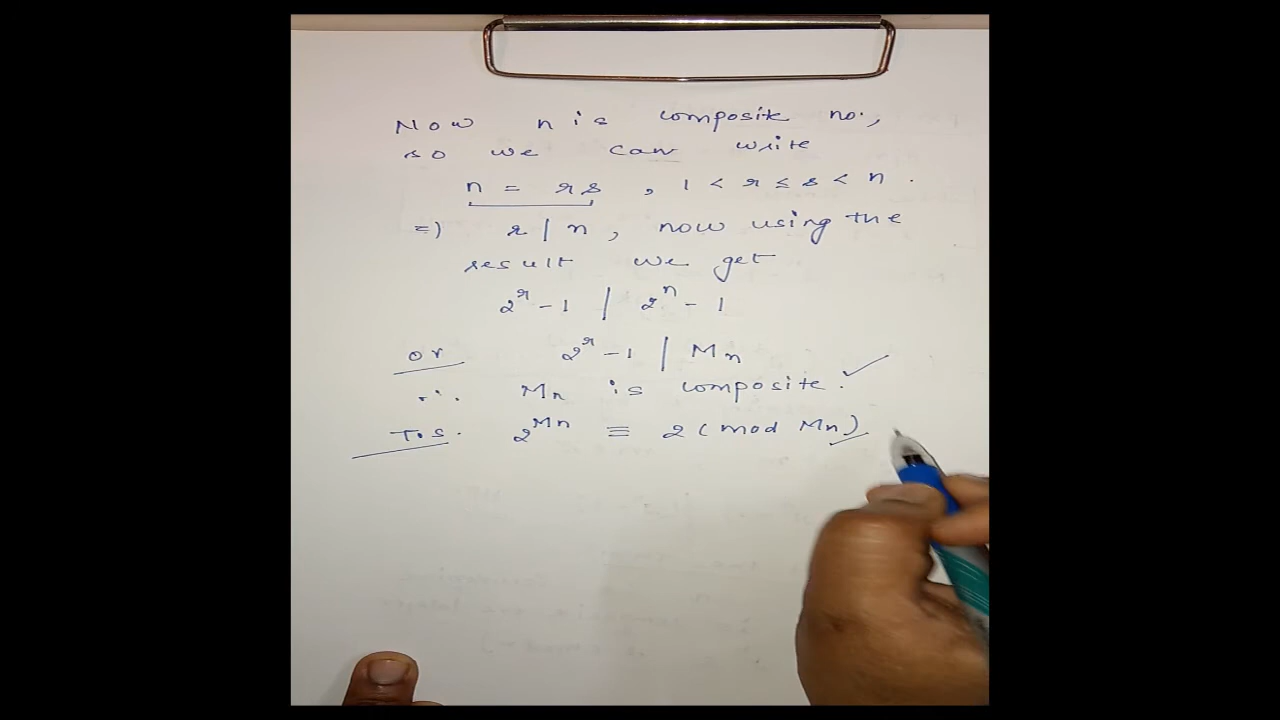 Now n is composite no.,
so we can write
n = rs , 1 < r ≤ s < n .
=) r | n , now using the
result we get
2^r - 1 | 2^n - 1
or 2^r - 1 | Mn
∴ Mn is composite.
T.S. 2^Mn ≡ 2 (mod Mn)